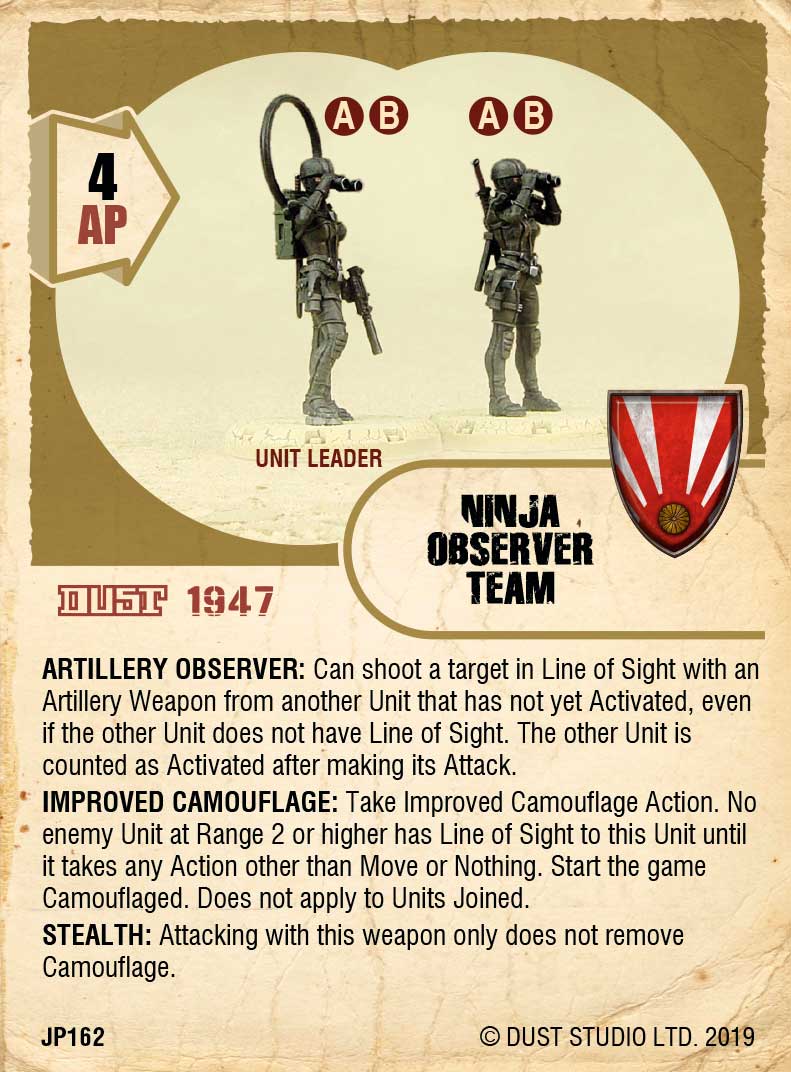 4
AP
A B
A B
UNIT LEADER
NINJA
OBSERVER
TEAM
DUST 1947
ARTILLERY OBSERVER: Can shoot a target in Line of Sight with an
Artillery Weapon from another Unit that has not yet Activated, even
if the other Unit does not have Line of Sight. The other Unit is
counted as Activated after making its Attack.
IMPROVED CAMOUFLAGE: Take Improved Camouflage Action. No
enemy Unit at Range 2 or higher has Line of Sight to this Unit until
it takes any Action other than Move or Nothing. Start the game
Camouflaged. Does not apply to Units Joined.
STEALTH: Attacking with this weapon only does not remove
Camouflage.
JP162
© DUST STUDIO LTD. 2019